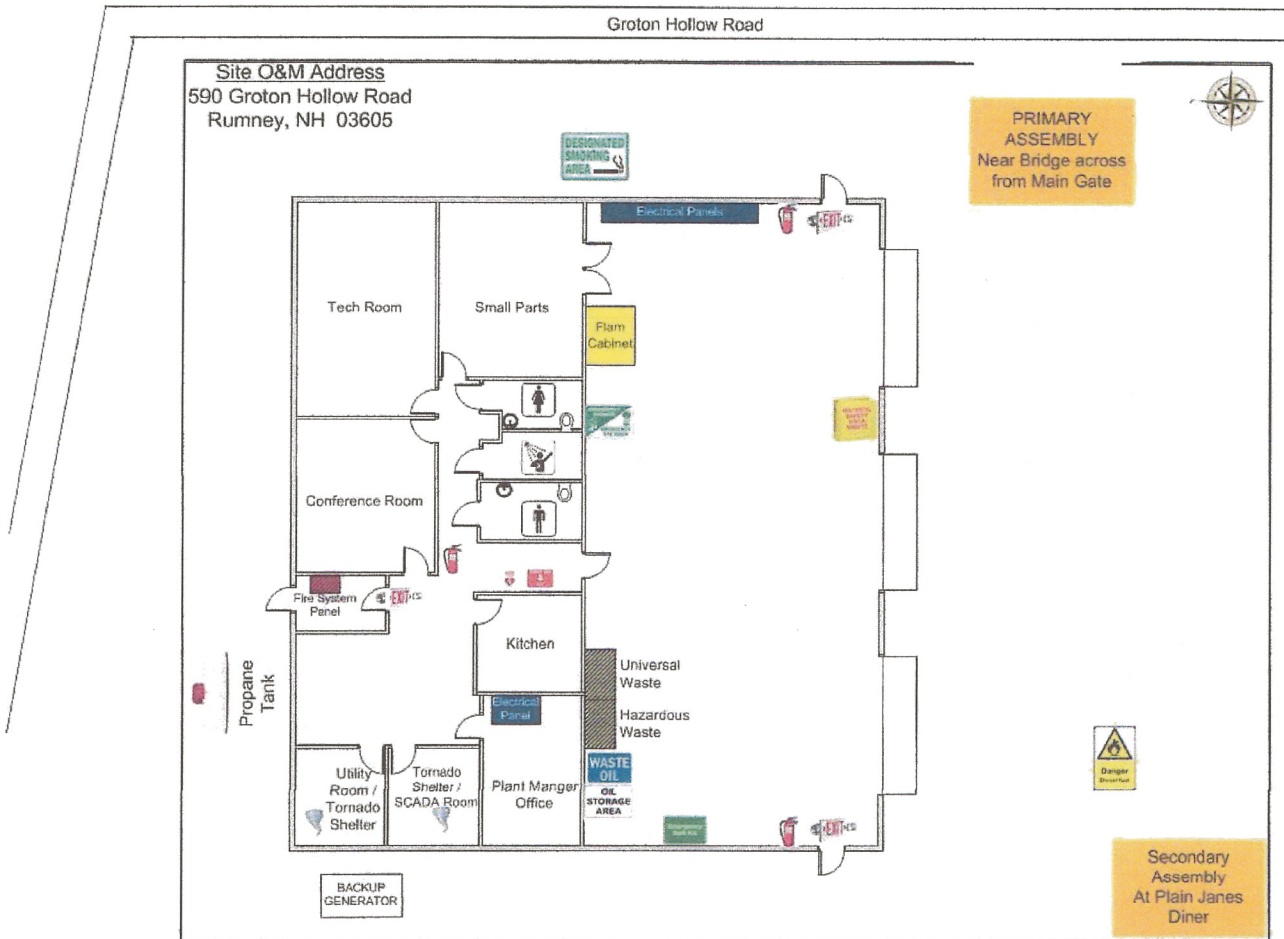 Groton Hollow Road
Site O&M Address
590 Groton Hollow Road
Rumney, NH 03605
PRIMARY
ASSEMBLY
Near Bridge across
from Main Gate
DESIGNATED
SMOKING
AREA
Electrical Panels
EXIT
Tech Room
Small Parts
Flam
Cabinet
Conference Room
Fire System
Panel
EXIT
Kitchen
Propane
Tank
Universal
Waste
Electrical
Panel
Hazardous
Waste
Utility
Room /
Tornado
Shelter
Tornado
Shelter /
SCADA Room
Plant Manger
Office
WASTE
OIL
OIL
STORAGE
AREA
Danger
EXIT
BACKUP
GENERATOR
Secondary
Assembly
At Plain Janes
Diner